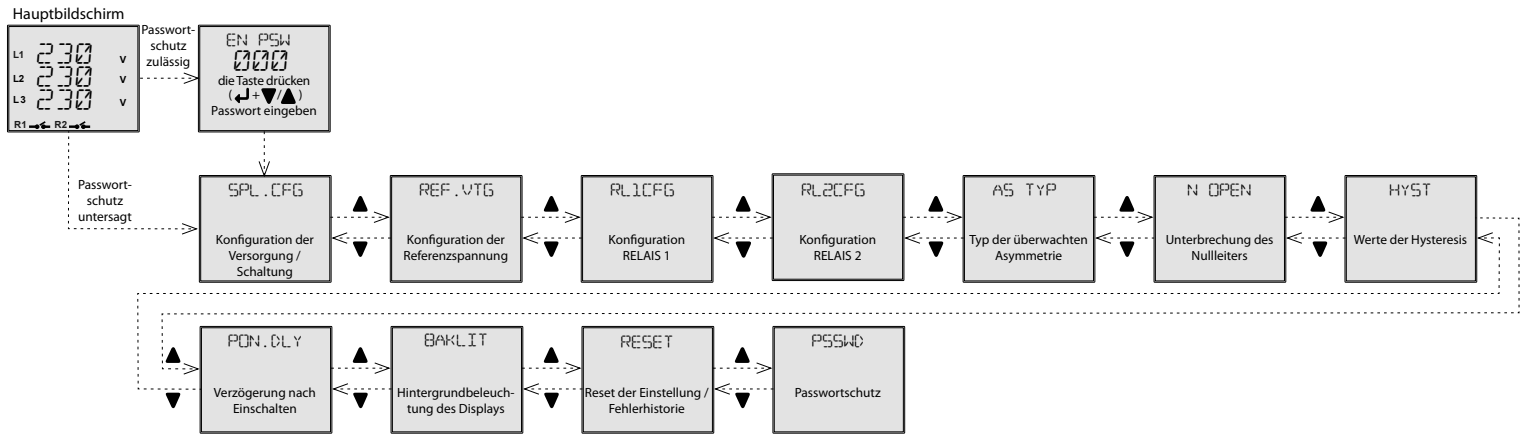 Hauptbildschirm
L1 230 V
L2 230 V
L3 230 V
R1 R2
Passwort-
schutz
zulässig
EN PSW
000
die Taste drücken
(↵+▼/▲)
Passwort eingeben
Passwort-
schutz
untersagt
SPL.CFG
Konfiguration der
Versorgung /
Schaltung
REF.VTG
Konfiguration der
Referenzspannung
RL1CFG
Konfiguration
RELAIS 1
RL2CFG
Konfiguration
RELAIS 2
AS TYP
Typ der überwachten
Asymmetrie
N OPEN
Unterbrechung des
Nullleiters
HYST
Werte der Hysteresis
PON.DLY
Verzögerung nach
Einschalten
BAKLIT
Hintergrundbeleuch-
tung des Displays
RESET
Reset der Einstellung /
Fehlerhistorie
PSSWD
Passwortschutz